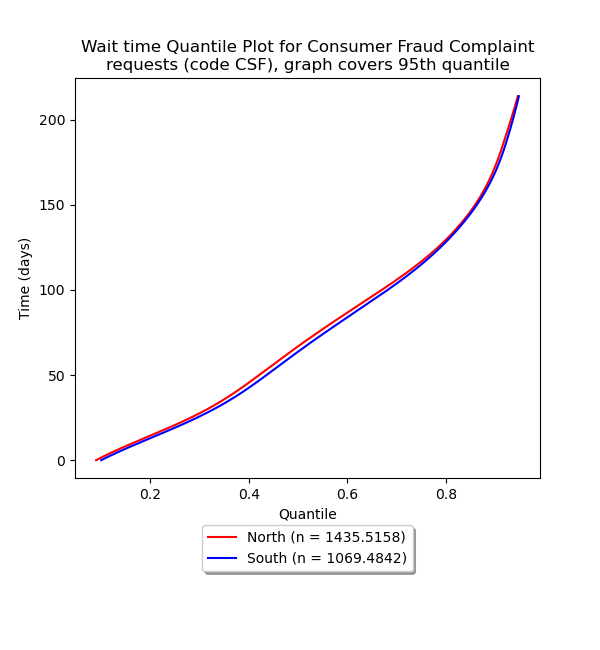 Wait time Quantile Plot for Consumer Fraud Complaint
requests (code CSF), graph covers 95th quantile
200
150
100
50
0
Time (days)
0.2 0.4 0.6 0.8
Quantile
North (n = 1435.5158)
South (n = 1069.4842)